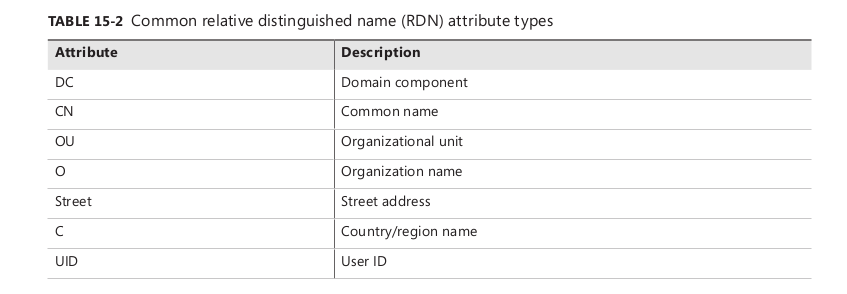 TABLE 15-2 Common relative distinguished name (RDN) attribute types
Attribute Description
DC Domain component
CN Common name
OU Organizational unit
O Organization name
Street Street address
C Country/region name
UID User ID